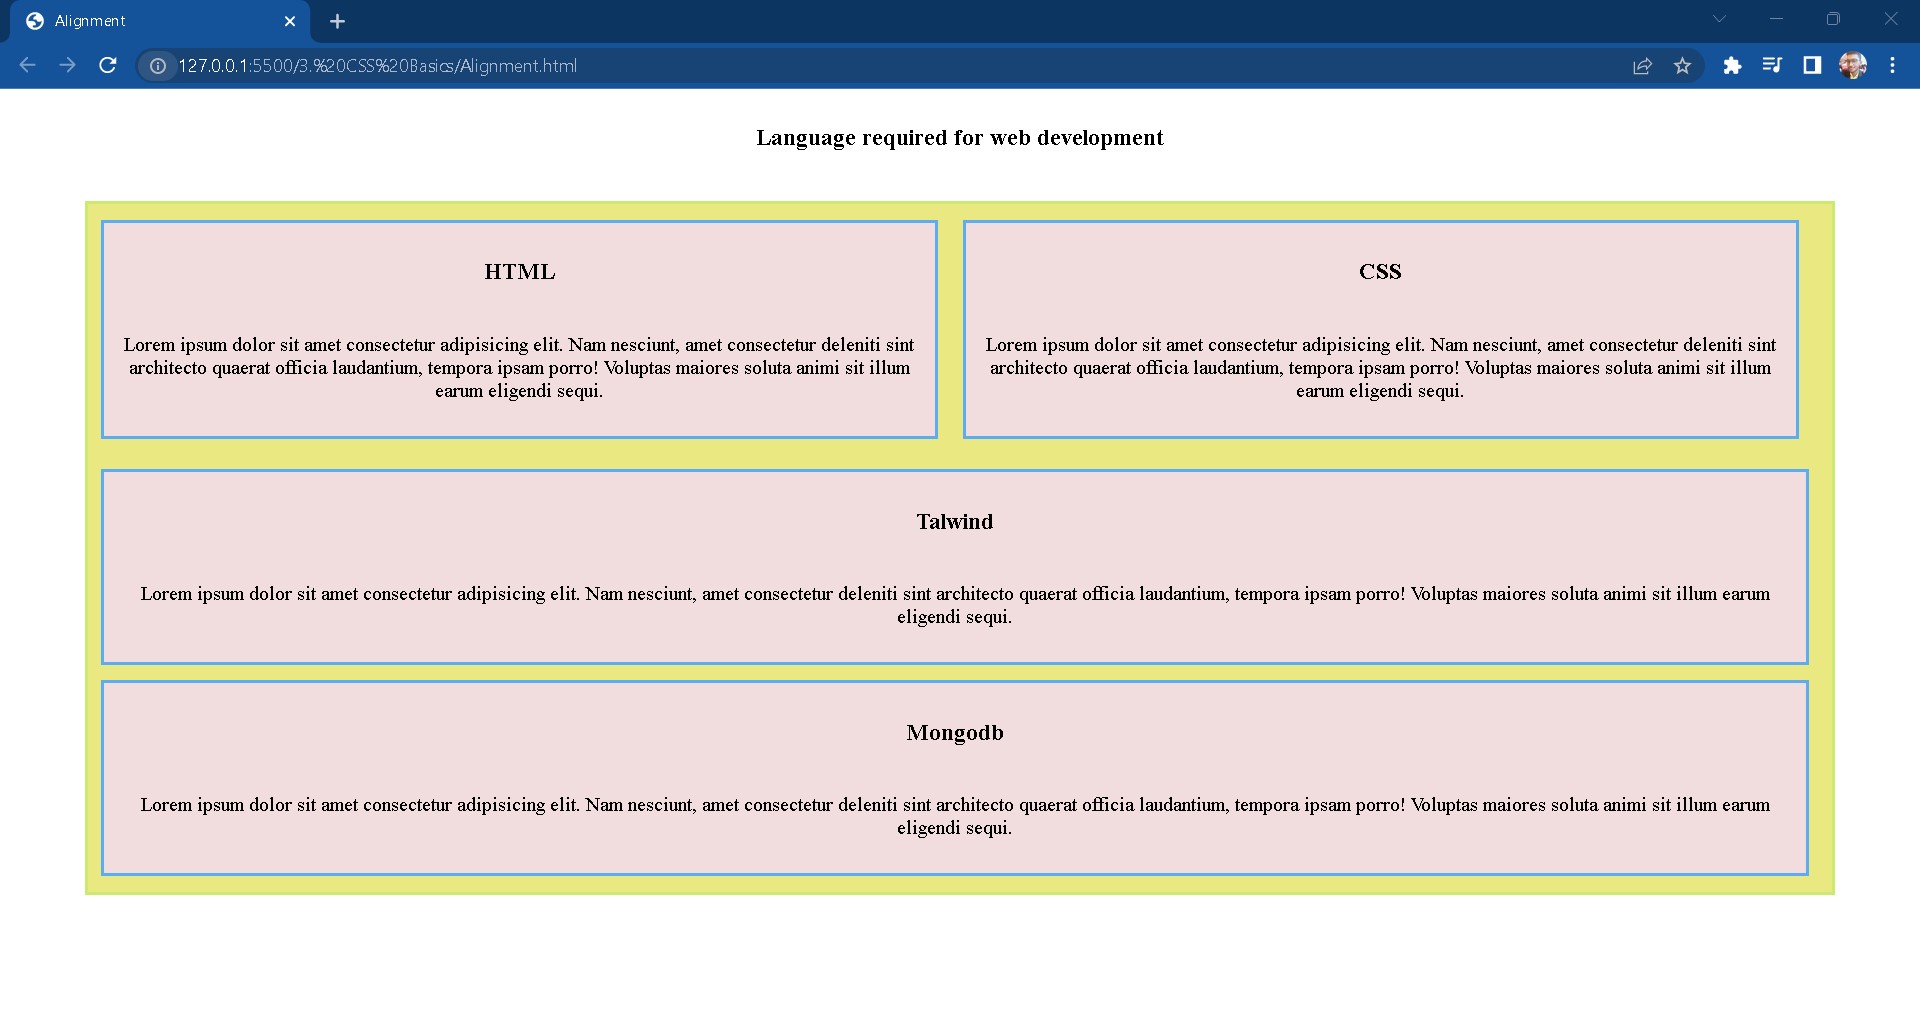 Alignment
127.0.0.1:5500/3.%20CSS%20Basics/Alignment.html
Language required for web development
HTML
Lorem ipsum dolor sit amet consectetur adipisicing elit. Nam nesciunt, amet consectetur deleniti sint
architecto quaerat officia laudantium, tempora ipsam porro! Voluptas maiores soluta animi sit illum
earum eligendi sequi.
CSS
Lorem ipsum dolor sit amet consectetur adipisicing elit. Nam nesciunt, amet consectetur deleniti sint
architecto quaerat officia laudantium, tempora ipsam porro! Voluptas maiores soluta animi sit illum
earum eligendi sequi.
Talwind
Lorem ipsum dolor sit amet consectetur adipisicing elit. Nam nesciunt, amet consectetur deleniti sint architecto quaerat officia laudantium, tempora ipsam porro! Voluptas maiores soluta animi sit illum earum
eligendi sequi.
Mongodb
Lorem ipsum dolor sit amet consectetur adipisicing elit. Nam nesciunt, amet consectetur deleniti sint architecto quaerat officia laudantium, tempora ipsam porro! Voluptas maiores soluta animi sit illum earum
eligendi sequi.